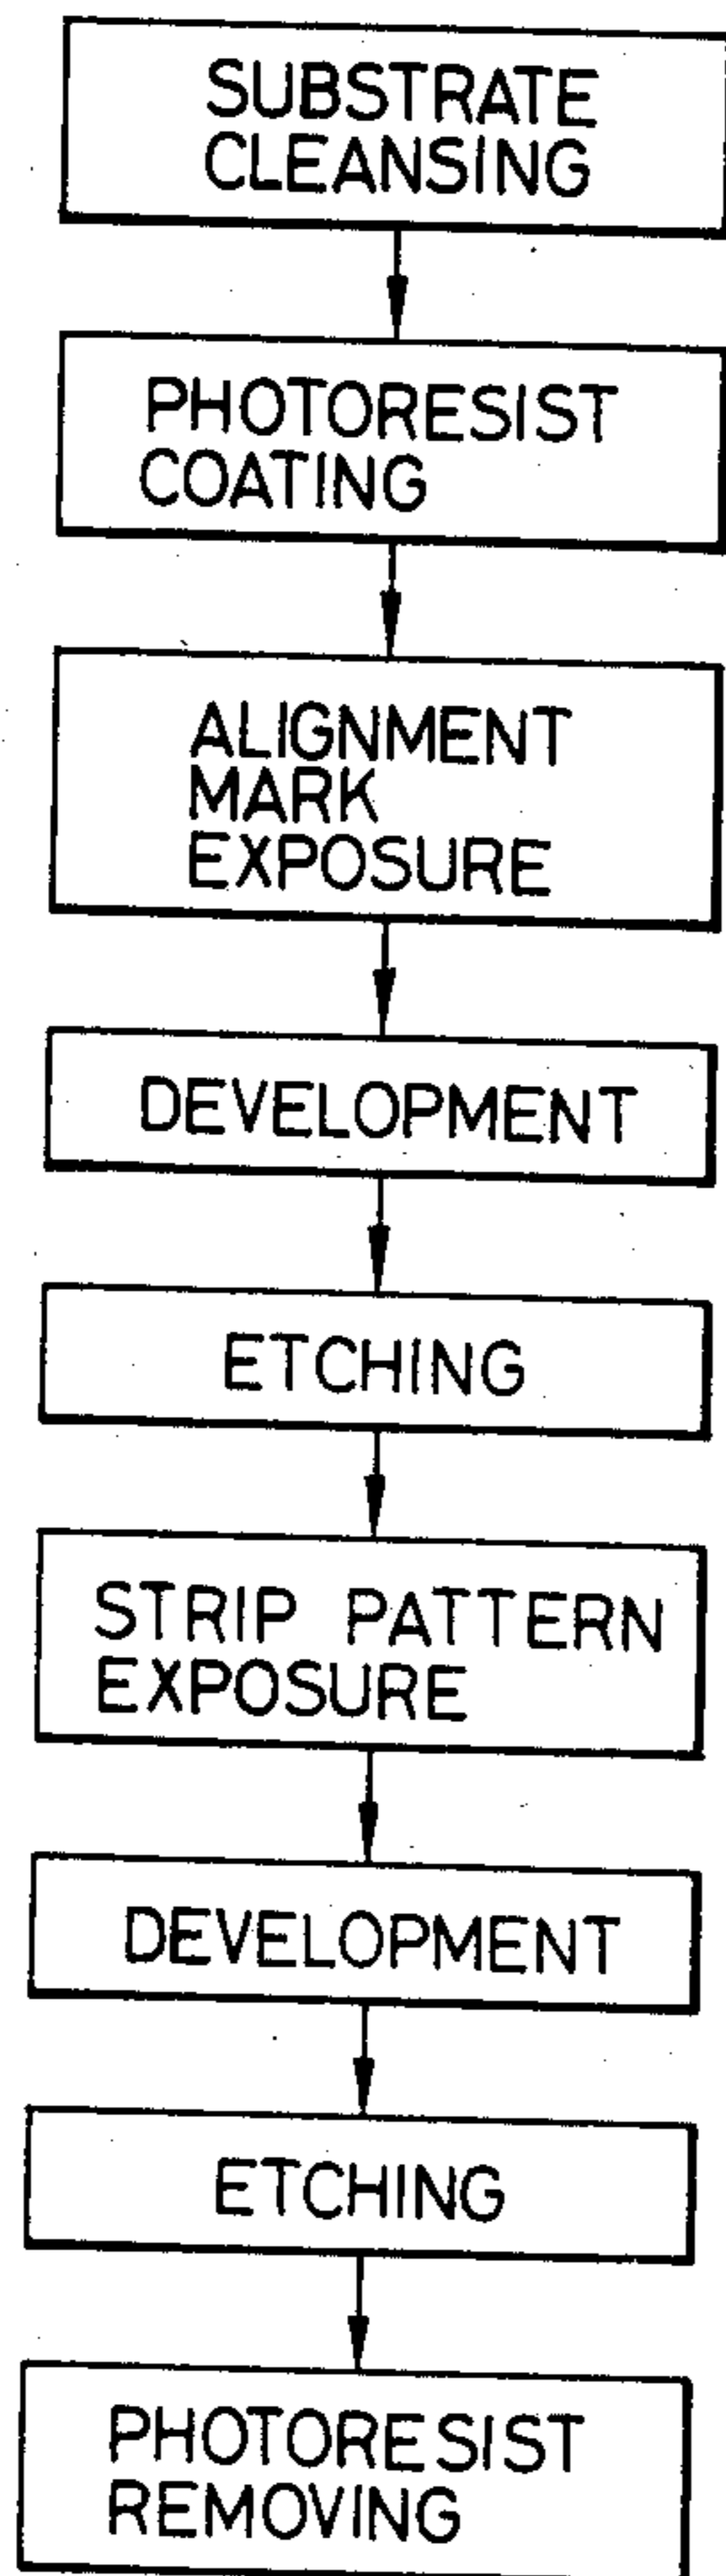 SUBSTRATE
CLEANSING
PHOTORESIST
COATING
ALIGNMENT
MARK
EXPOSURE
DEVELOPMENT
ETCHING
STRIP PATTERN
EXPOSURE
DEVELOPMENT
ETCHING
PHOTORESIST
REMOVING